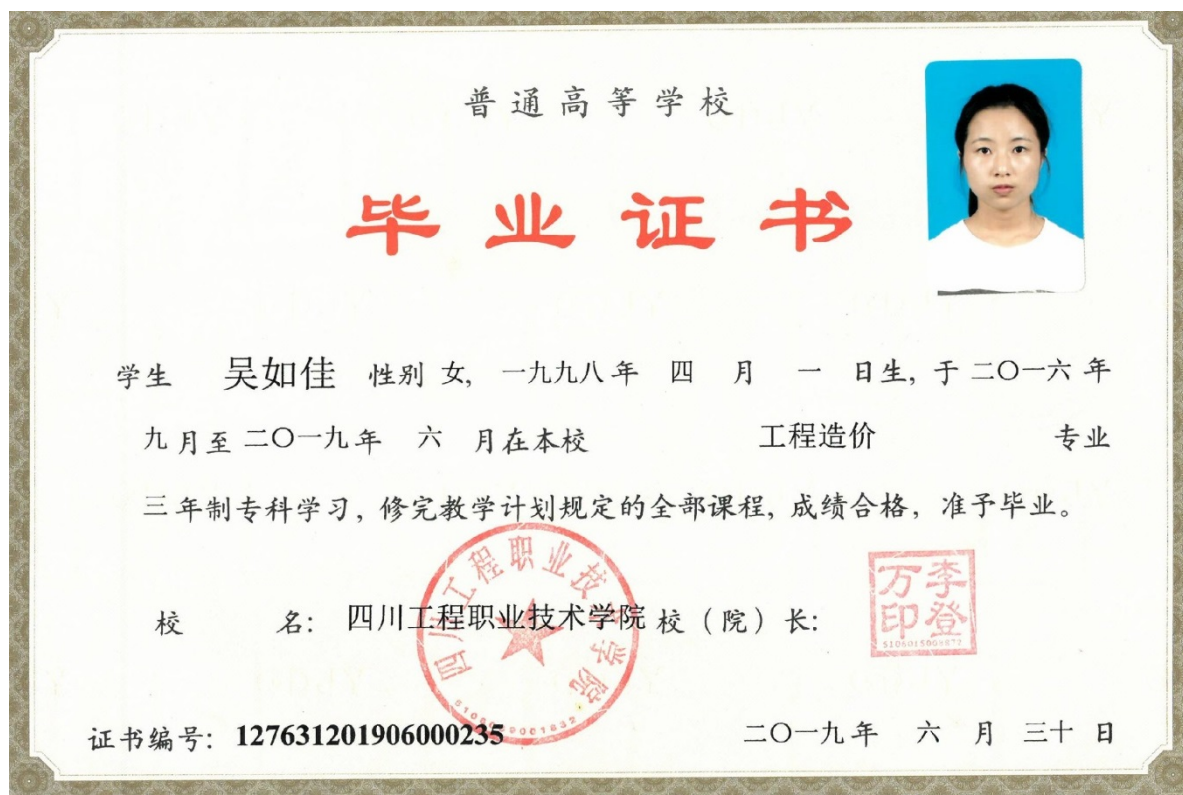 普通高等学校
毕业证书
学生 吴如佳 性别 女, 一九九八年 四 月 一 日生, 于二〇一六年
九月至二〇一九年 六 月在本校 工程造价 专业
三年制专科学习, 修完教学计划规定的全部课程, 成绩合格, 准予毕业。
四川工程职业技术学院
李登万印
5106015008872
校 名: 四川工程职业技术学院 校（院）长:
证书编号: 127631201906000235
二〇一九年 六 月 三十 日